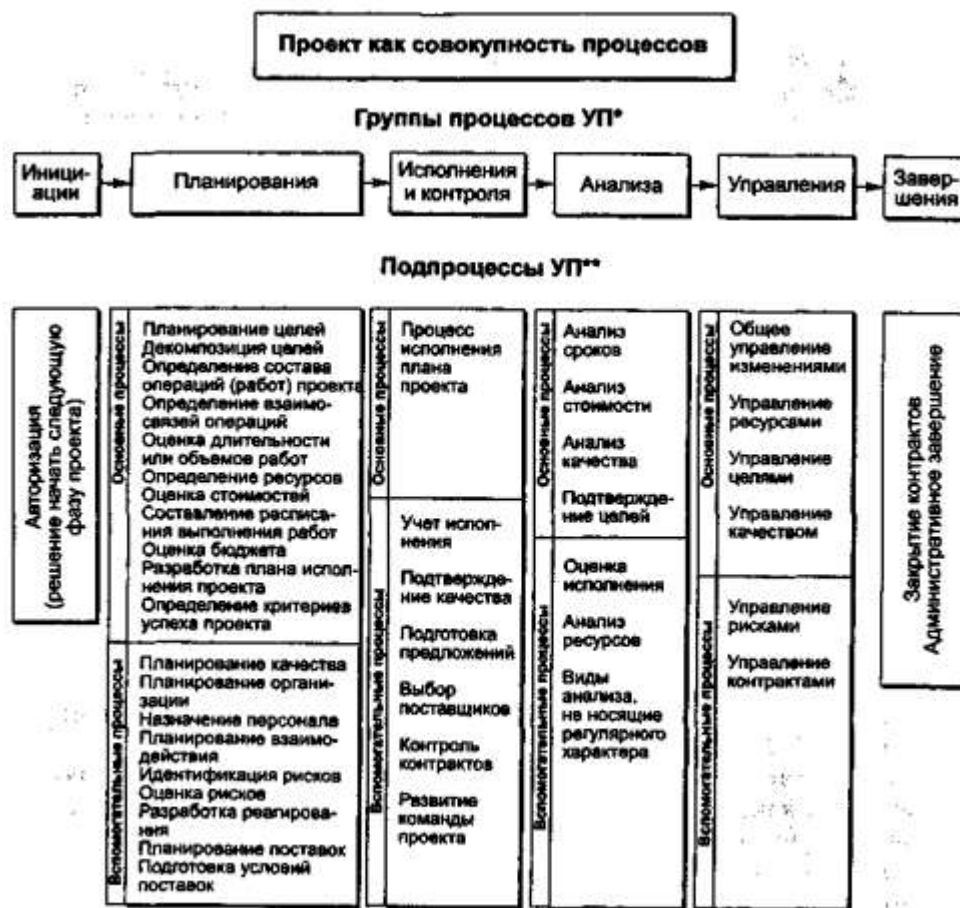 Проект как совокупность процессов
Группы процессов УП*
Иници-
ации
Планирования
Исполнения
и контроля
Анализа
Управления
Завер-
шения
Подпроцессы УП**
Авторизация
(решение начать следующую
фазу проекта)
Основные процессы
Планирование целей
Декомпозиция целей
Определение состава
операций (работ) проекта
Определение взаимо-
связей операций
Оценка длительности
или объемов работ
Определение ресурсов
Оценка стоимостей
Составление расписа-
ния выполнения работ
Оценка бюджета
Разработка плана испол-
нения проекта
Определение критериев
успеха проекта
Вспомогательные процессы
Планирование качества
Планирование органи-
зации
Назначение персонала
Планирование взаимо-
действия
Идентификация рисков
Оценка рисков
Разработка реагирова-
ния
Планирование поставок
Подготовка условий
поставок
Основные процессы
Процесс
исполнения
плана
проекта
Вспомогательные процессы
Учет испол-
нения
Подтвержде-
ние качества
Подготовка
предложений
Выбор
поставщиков
Контроль
контрактов
Развитие
команды
проекта
Основные процессы
Анализ
сроков
Анализ
стоимости
Анализ
качества
Подтвержде-
ние целей
Вспомогательные процессы
Оценка
исполнения
Анализ
ресурсов
Виды
анализа,
не носящие
регулярного
характера
Основные процессы
Общее
управление
изменениями
Управление
ресурсами
Управление
целями
Управление
качеством
Вспомогательные процессы
Управление
рисками
Управление
контрактами
Закрытие контрактов
Административное завершение